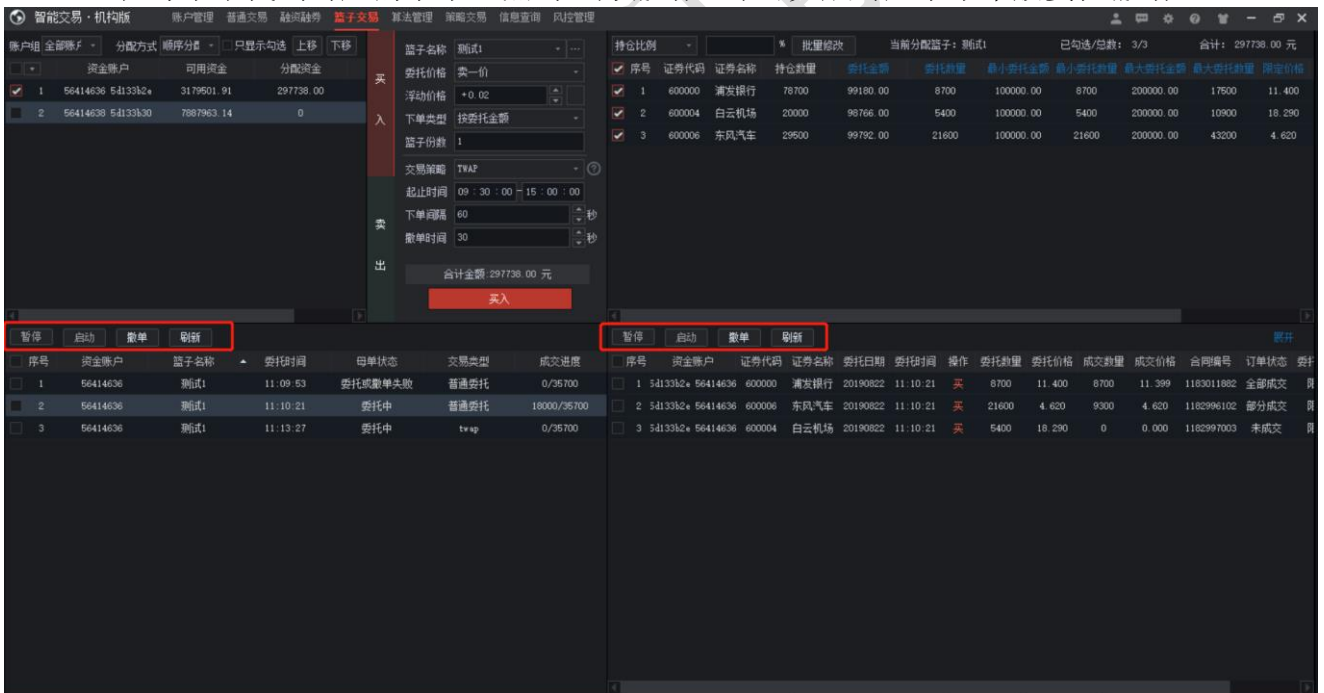 智能交易·机构版 账户管理 普通交易 融资融券 篮子交易 算法管理 策略交易 信息查询 风控管理
账户组 全部账户 分配方式 顺序分配 只显示勾选 上移 下移
资金账户 可用资金 分配资金
1 56414636 5d133b2e 3179501.91 297738.00
2 56414638 5d133b30 7887963.14 0
买入
卖出
篮子名称 测试1 ...
委托价格 卖一价
浮动价格 +0.02
下单类型 按委托金额
篮子份数 1
交易策略 TWAP ?
起止时间 09 : 30 : 00 - 15 : 00 : 00
下单间隔 60 秒
撤单时间 30 秒
合计金额:297738.00 元
买入
持仓比例 % 批量修改 当前分配篮子: 测试1 已勾选/总数: 3/3 合计: 297738.00 元
序号 证券代码 证券名称 持仓数量 委托金额 委托数量 最小委托金额 最小委托数量 最大委托金额 最大委托数量 限定价格
1 600000 浦发银行 78700 99180.00 8700 100000.00 8700 200000.00 17500 11.400
2 600004 白云机场 20000 98766.00 5400 100000.00 5400 200000.00 10900 18.290
3 600006 东风汽车 29500 99792.00 21600 100000.00 21600 200000.00 43200 4.620
暂停 启动 撤单 刷新
序号 资金账户 篮子名称 委托时间 母单状态 交易类型 成交进度
1 56414636 测试1 11:09:53 委托或撤单失败 普通委托 0/35700
2 56414636 测试1 11:10:21 委托中 普通委托 18000/35700
3 56414636 测试1 11:13:27 委托中 twap 0/35700
暂停 启动 撤单 刷新 展开
序号 资金账户 证券代码 证券名称 委托日期 委托时间 操作 委托数量 委托价格 成交数量 成交价格 合同编号 订单状态 委托
1 5d133b2e 56414636 600000 浦发银行 20190822 11:10:21 买 8700 11.400 8700 11.399 1183011882 全部成交
2 5d133b2e 56414636 600006 东风汽车 20190822 11:10:21 买 21600 4.620 9300 4.620 1182996102 部分成交
3 5d133b2e 56414636 600004 白云机场 20190822 11:10:21 买 5400 18.290 0 0.000 1182997003 未成交